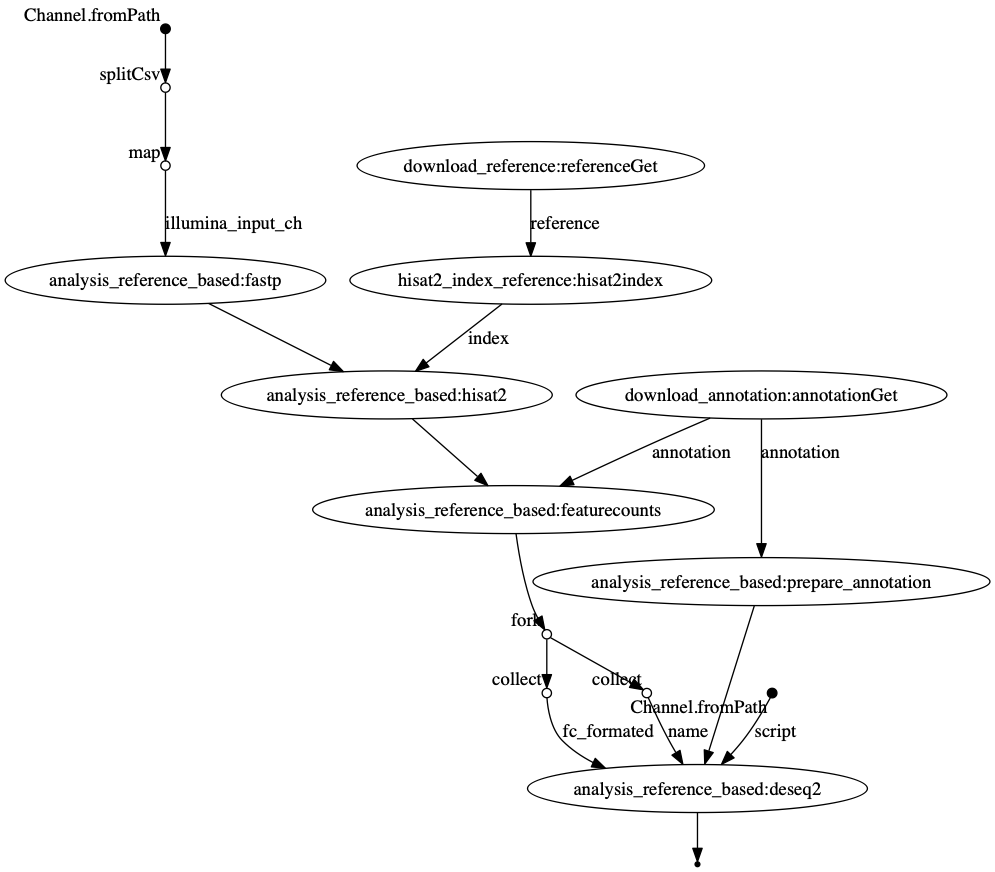 Channel.fromPath
splitCsv
map
download_reference:referenceGet
illumina_input_ch
reference
analysis_reference_based:fastp
hisat2_index_reference:hisat2index
index
analysis_reference_based:hisat2
download_annotation:annotationGet
annotation
annotation
analysis_reference_based:featurecounts
analysis_reference_based:prepare_annotation
fork
collect
collect
Channel.fromPath
fc_formated
name
script
analysis_reference_based:deseq2